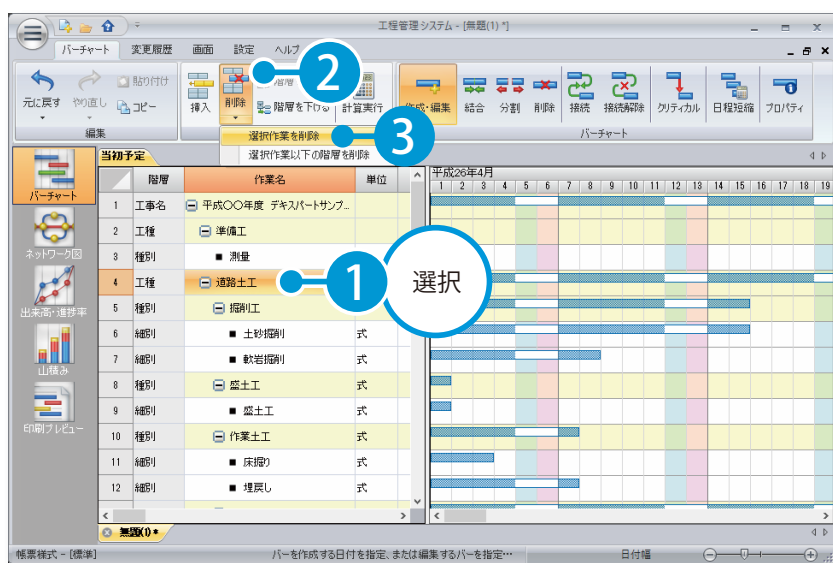 工程管理システム - [無題(1) *]
バーチャート 変更履歴 画面 設定 ヘルプ
元に戻す やり直し 貼り付け コピー
挿入 削除 階層を下げる 計算実行
作成・編集 結合 分割 削除 接続 接続解除 クリティカル 日程短縮 プロパティ
編集 バーチャート
2
3
選択作業を削除
選択作業以下の階層を削除
バーチャート
ネットワーク図
出来高・進捗率
山積み
印刷プレビュー
当初予定
階層 作業名 単位
平成26年4月
1 2 3 4 5 6 7 8 9 10 11 12 13 14 15 16 17 18 19
1 工事名 平成〇〇年度 デキスパートサンプ...
2 工種 準備工
3 種別 ■ 測量
4 工種 道路土工
1 選択
5 種別 掘削工
6 細別 ■ 土砂掘削 式
7 細別 ■ 軟岩掘削 式
8 種別 盛土工 式
9 細別 ■ 盛土工 式
10 種別 作業土工 式
11 細別 ■ 床掘り 式
12 細別 ■ 埋戻し 式
無題(1) *
帳票様式 - [標準] バーを作成する日付を指定、または編集するバーを指定… 日付幅